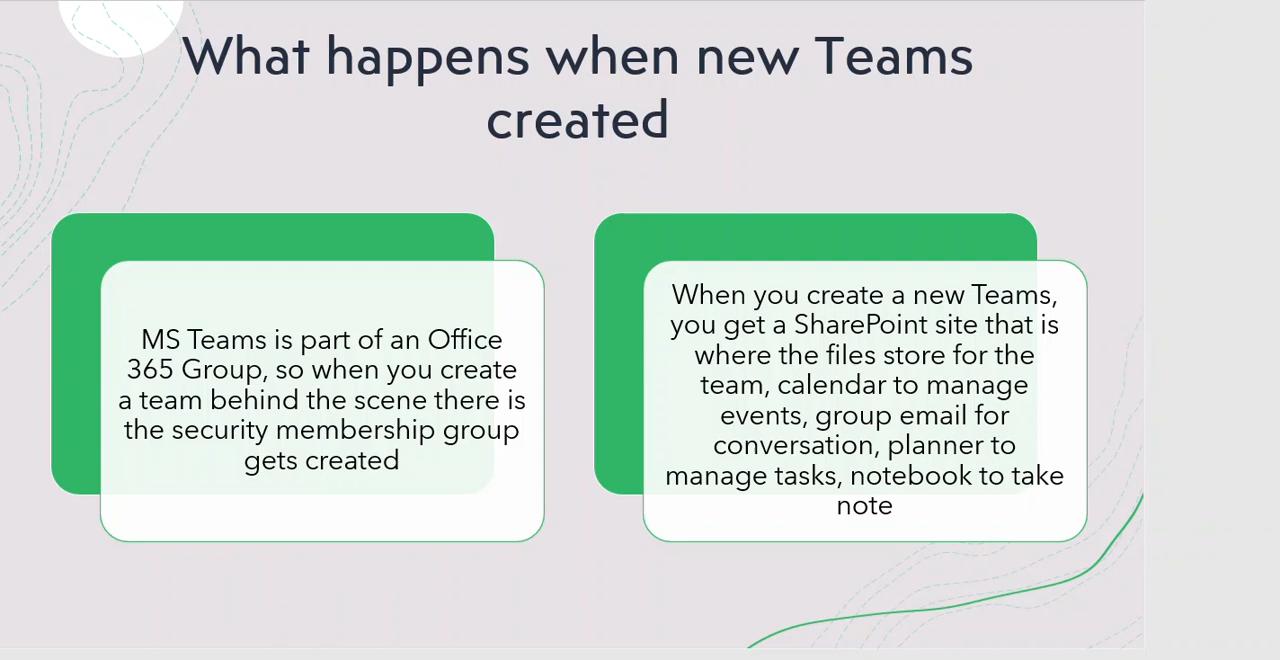 What happens when new Teams
created
MS Teams is part of an Office
365 Group, so when you create
a team behind the scene there is
the security membership group
gets created
When you create a new Teams,
you get a SharePoint site that is
where the files store for the
team, calendar to manage
events, group email for
conversation, planner to
manage tasks, notebook to take
note